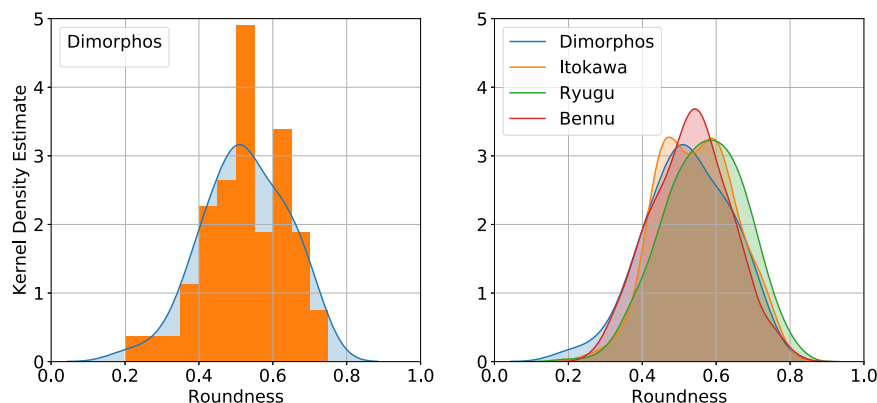 Dimorphos
Kernel Density Estimate
5
4
3
2
1
0
0.0 0.2 0.4 0.6 0.8 1.0
Roundness
Dimorphos
Itokawa
Ryugu
Bennu
5
4
3
2
1
0
0.0 0.2 0.4 0.6 0.8 1.0
Roundness